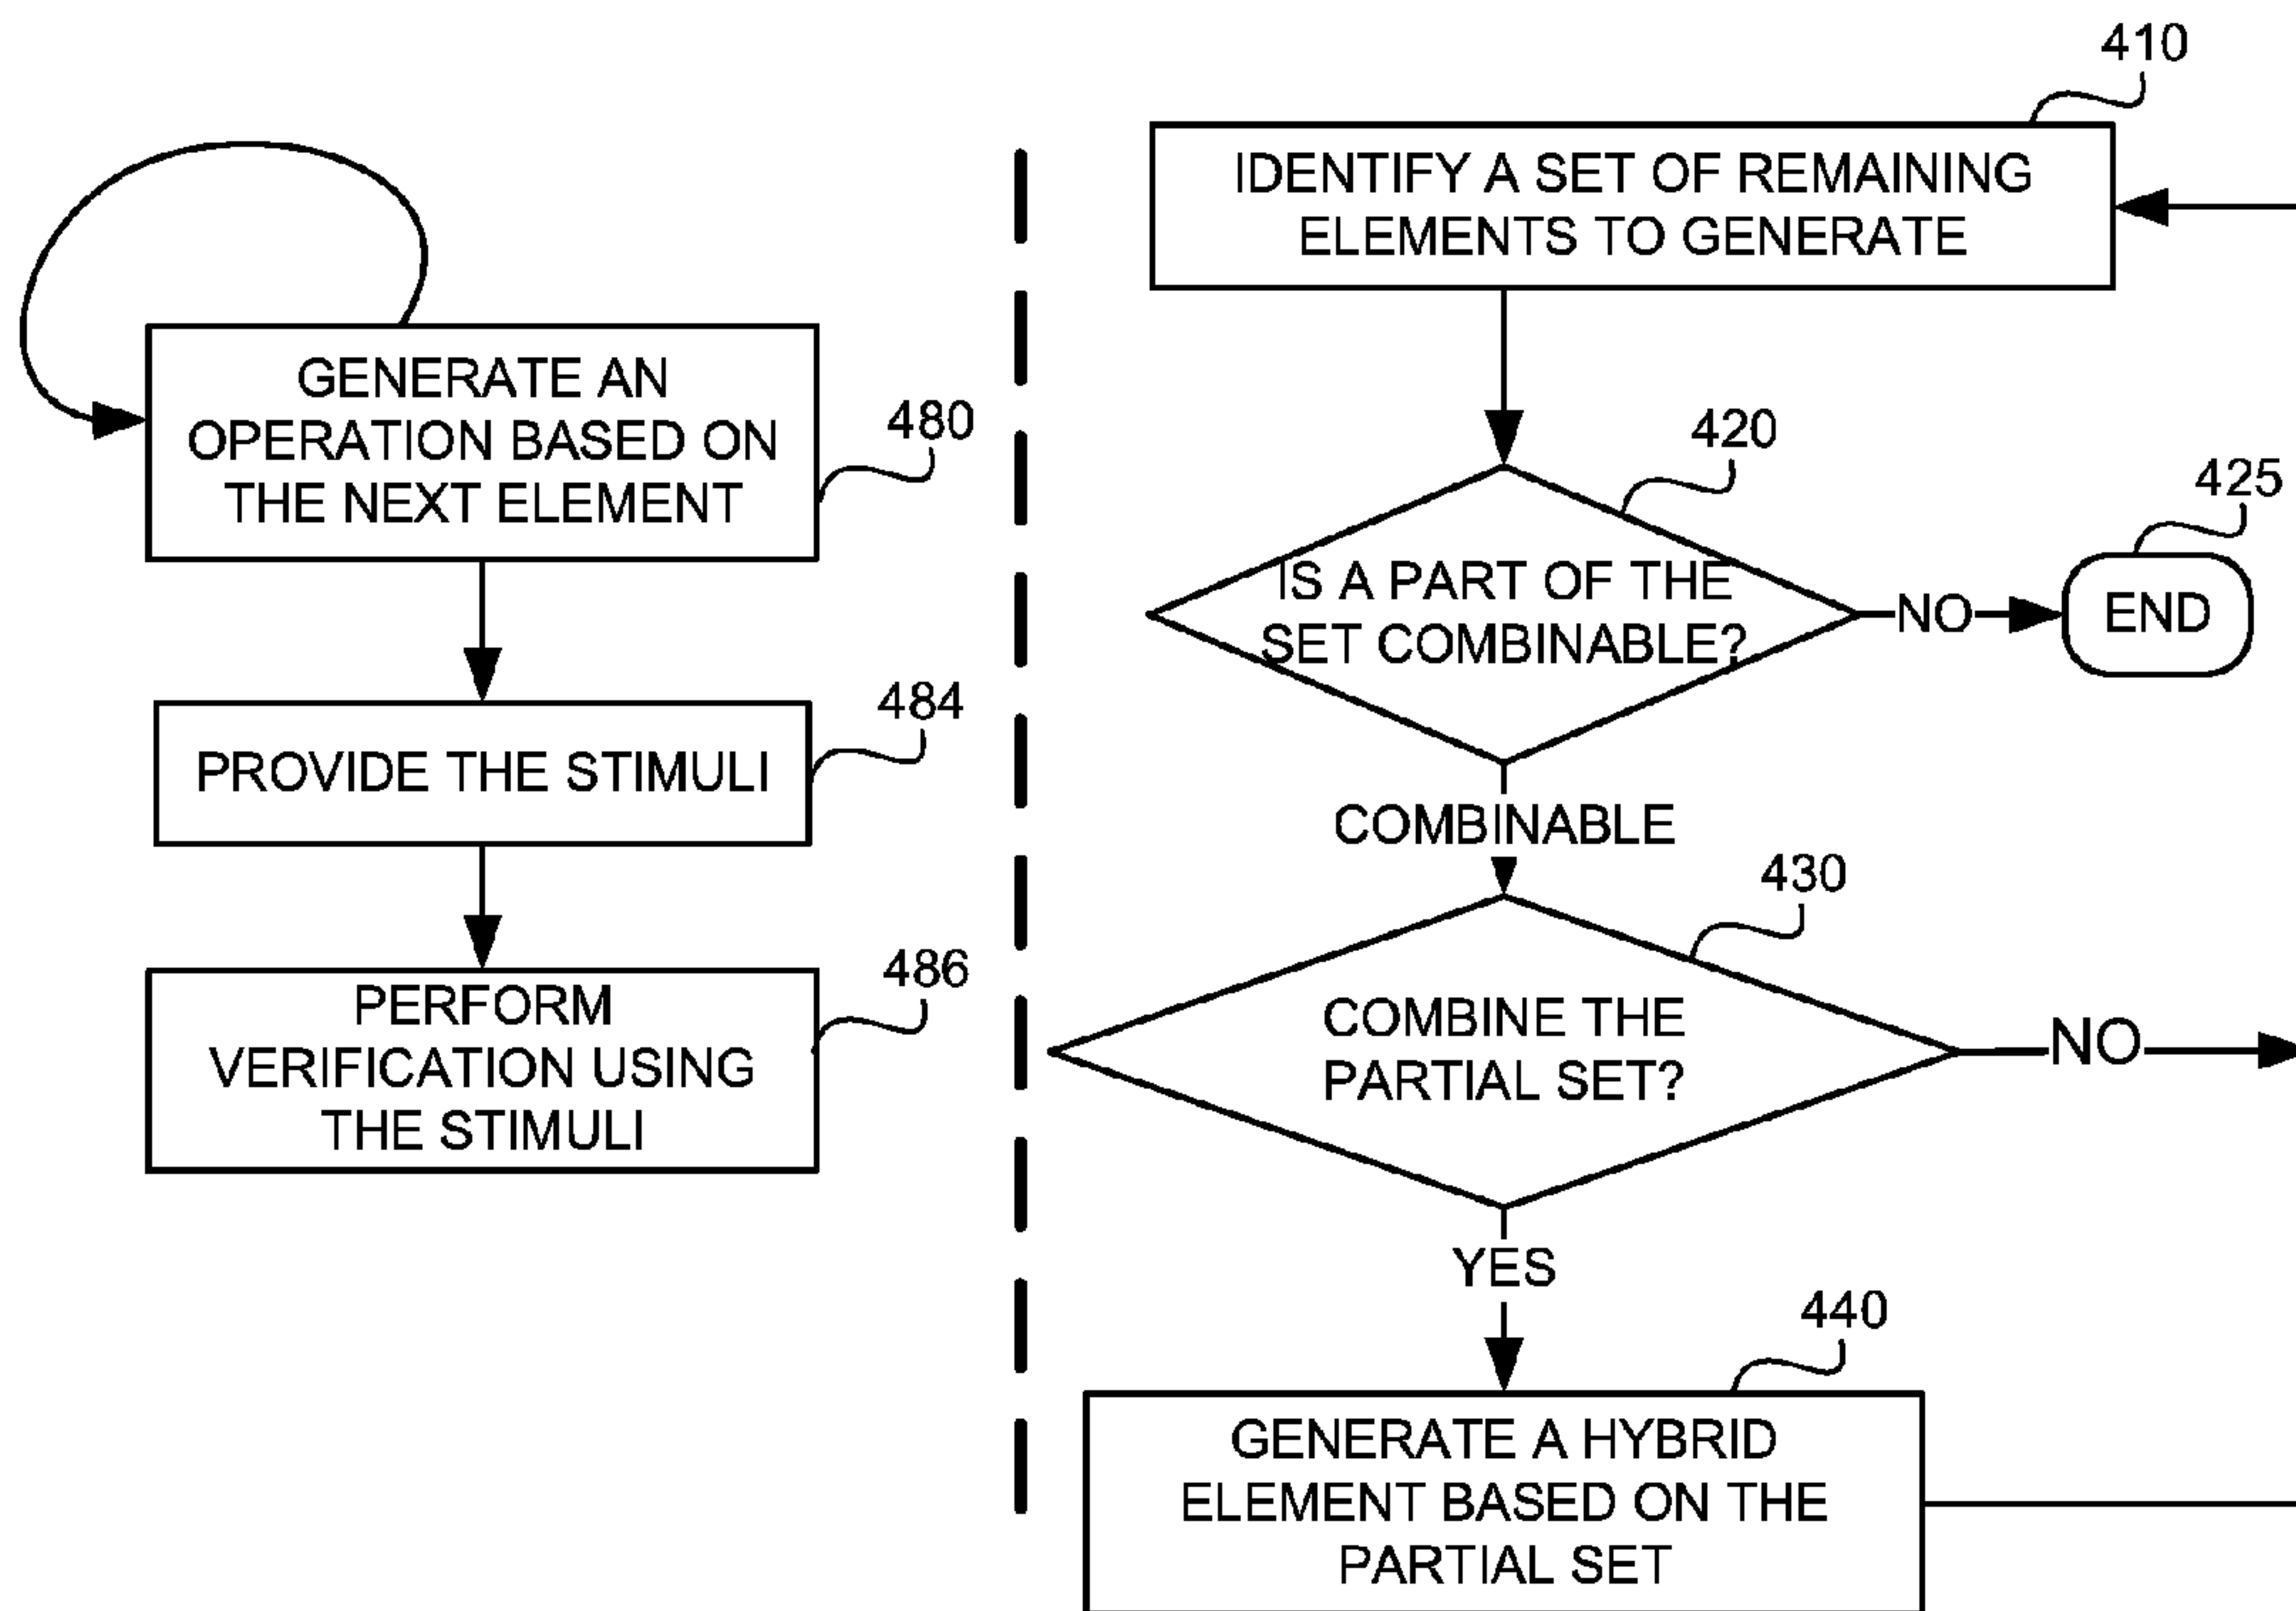 GENERATE AN
OPERATION BASED ON
THE NEXT ELEMENT
480
PROVIDE THE STIMULI
484
PERFORM
VERIFICATION USING
THE STIMULI
486
410
IDENTIFY A SET OF REMAINING
ELEMENTS TO GENERATE
420
IS A PART OF THE
SET COMBINABLE?
NO
425
END
COMBINABLE
430
COMBINE THE
PARTIAL SET?
NO
YES
440
GENERATE A HYBRID
ELEMENT BASED ON THE
PARTIAL SET